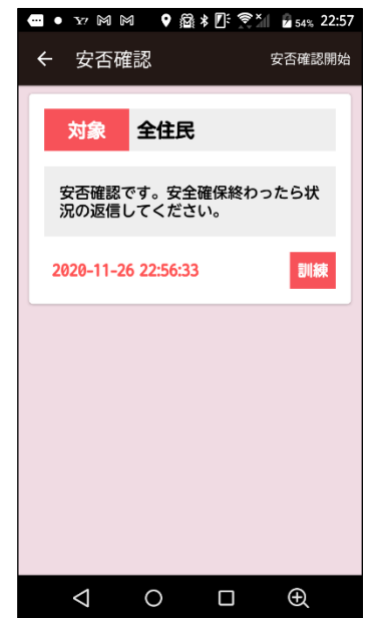 54% 22:57
安否確認 安否確認開始
対象 全住民
安否確認です。安全確保終わったら状
況の返信してください。
2020-11-26 22:56:33 訓練